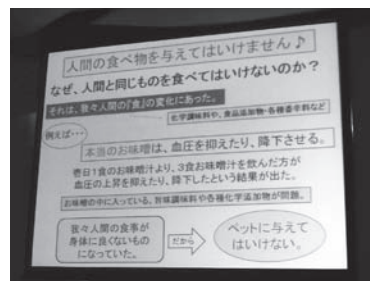 人間の食べ物を与えてはいけません♪
なぜ、人間と同じものを食べてはいけないのか？
それは、我々人間の『食』の変化にあった。
化学調味料や、食品添加物・各種香辛料など
例えば…
本当のお味噌は、血圧を抑えたり、降下させる。
壱日1食のお味噌汁より、3食お味噌汁を飲んだ方が
血圧の上昇を抑えたり、降下したという結果が出た。
お味噌の中に入っている、旨味調味料や各種化学添加物が問題。
我々人間の食事が
身体に良くないもの
になっていた。
だから
ペットに与えて
はいけない。